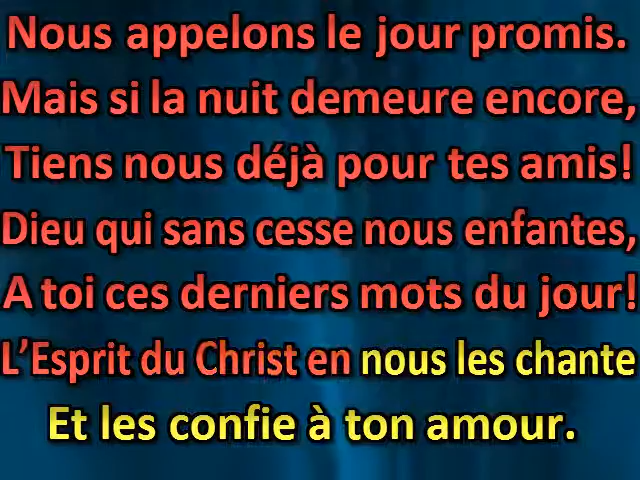 Nous appelons le jour promis.
Mais si la nuit demeure encore,
Tiens nous déjà pour tes amis!
Dieu qui sans cesse nous enfantes,
A toi ces derniers mots du jour!
L’Esprit du Christ en nous les chante
Et les confie à ton amour.